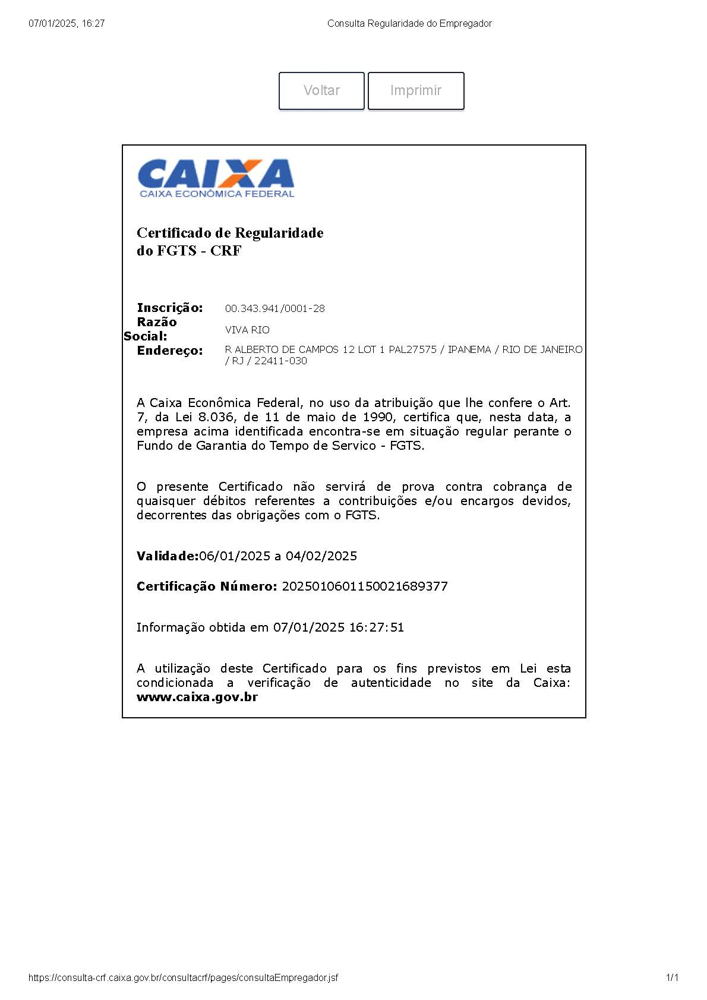 07/01/2025, 16:27
Consulta Regularidade do Empregador
Voltar
Imprimir
CAIXA
CAIXA ECONÔMICA FEDERAL
Certificado de Regularidade
do FGTS - CRF
Inscrição: 00.343.941/0001-28
Razão
Social: VIVA RIO
Endereço: R ALBERTO DE CAMPOS 12 LOT 1 PAL27575 / IPANEMA / RIO DE JANEIRO
/ RJ / 22411-030
A Caixa Econômica Federal, no uso da atribuição que lhe confere o Art.
7, da Lei 8.036, de 11 de maio de 1990, certifica que, nesta data, a
empresa acima identificada encontra-se em situação regular perante o
Fundo de Garantia do Tempo de Servico - FGTS.
O presente Certificado não servirá de prova contra cobrança de
quaisquer débitos referentes a contribuições e/ou encargos devidos,
decorrentes das obrigações com o FGTS.
Validade:06/01/2025 a 04/02/2025
Certificação Número: 2025010601150021689377
Informação obtida em 07/01/2025 16:27:51
A utilização deste Certificado para os fins previstos em Lei esta
condicionada a verificação de autenticidade no site da Caixa:
www.caixa.gov.br
https://consulta-crf.caixa.gov.br/consultacrf/pages/consultaEmpregador.jsf
1/1